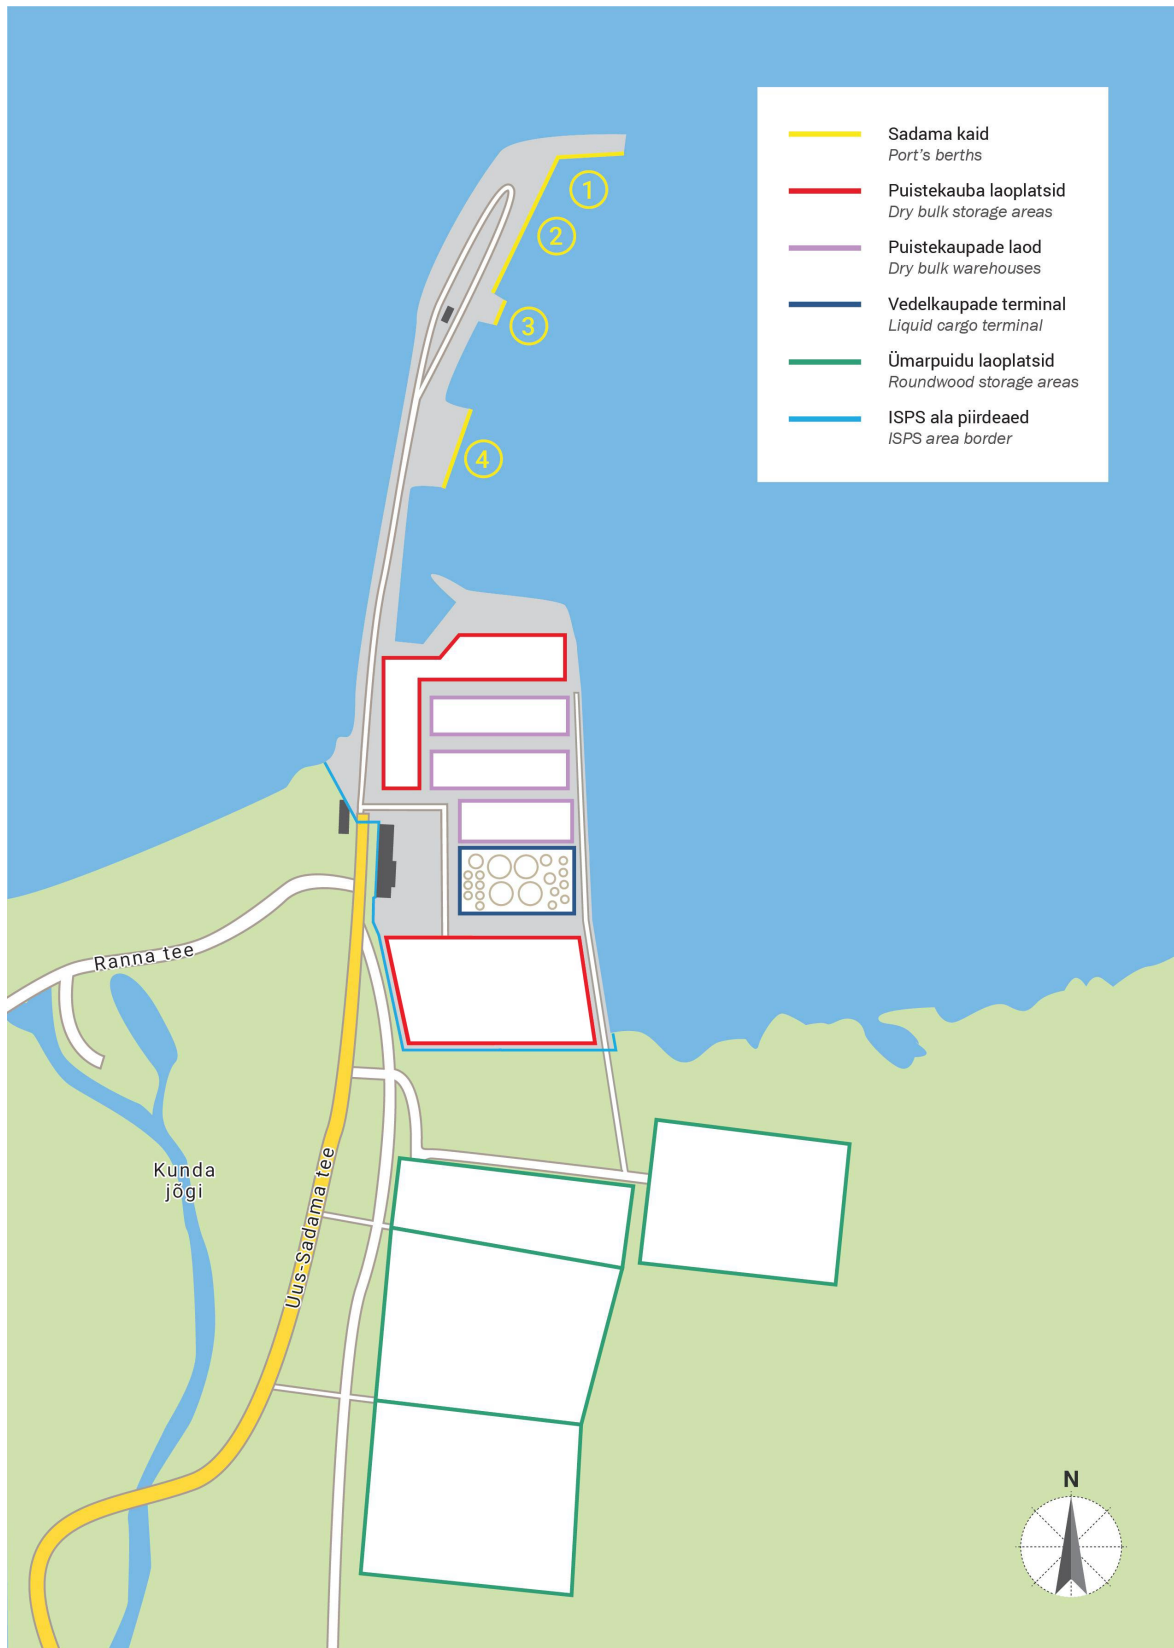 Sadama kaid
Port's berths
Puistekauba laoplatsid
Dry bulk storage areas
Puistekaupade laod
Dry bulk warehouses
Vedelkaupade terminal
Liquid cargo terminal
Ümarpuidu laoplatsid
Roundwood storage areas
ISPS ala piirdeaed
ISPS area border
1
2
3
4
Ranna tee
Kunda
jõgi
Uus-Sadama tee
N